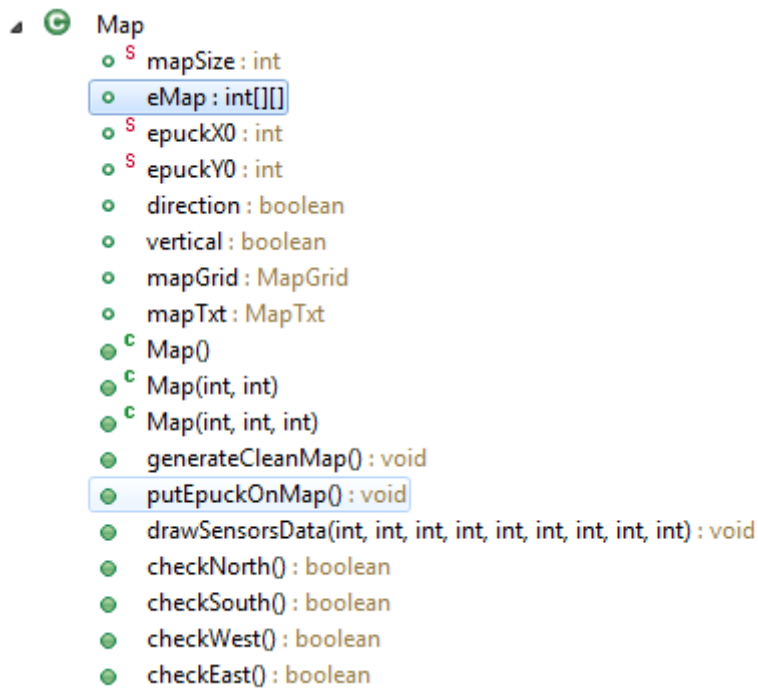 C Map
S mapSize : int
eMap : int[][]
S epuckX0 : int
S epuckY0 : int
direction : boolean
vertical : boolean
mapGrid : MapGrid
mapTxt : MapTxt
C Map()
C Map(int, int)
C Map(int, int, int)
generateCleanMap() : void
putEpuckOnMap() : void
drawSensorsData(int, int, int, int, int, int, int, int, int) : void
checkNorth() : boolean
checkSouth() : boolean
checkWest() : boolean
checkEast() : boolean